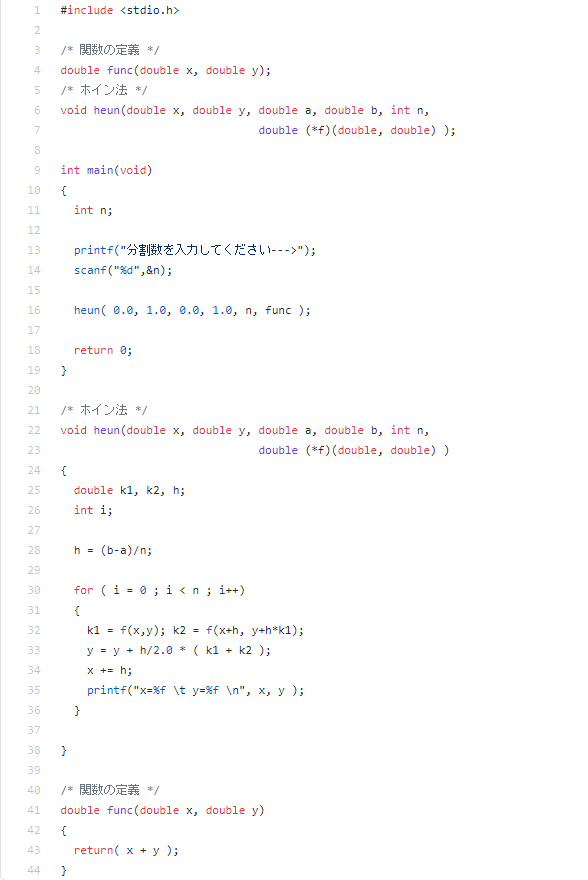 1 #include <stdio.h>
2
3 /* 関数の定義 */
4 double func(double x, double y);
5 /* ホイン法 */
6 void heun(double x, double y, double a, double b, int n,
7                               double (*f)(double, double) );
8
9 int main(void)
10 {
11   int n;
12
13   printf("分割数を入力してください--->");
14   scanf("%d",&n);
15
16   heun( 0.0, 1.0, 0.0, 1.0, n, func );
17
18   return 0;
19 }
20
21 /* ホイン法 */
22 void heun(double x, double y, double a, double b, int n,
23                               double (*f)(double, double) )
24 {
25   double k1, k2, h;
26   int i;
27
28   h = (b-a)/n;
29
30   for ( i = 0 ; i < n ; i++)
31   {
32     k1 = f(x,y); k2 = f(x+h, y+h*k1);
33     y = y + h/2.0 * ( k1 + k2 );
34     x += h;
35     printf("x=%f \t y=%f \n", x, y );
36   }
37
38 }
39
40 /* 関数の定義 */
41 double func(double x, double y)
42 {
43   return( x + y );
44 }